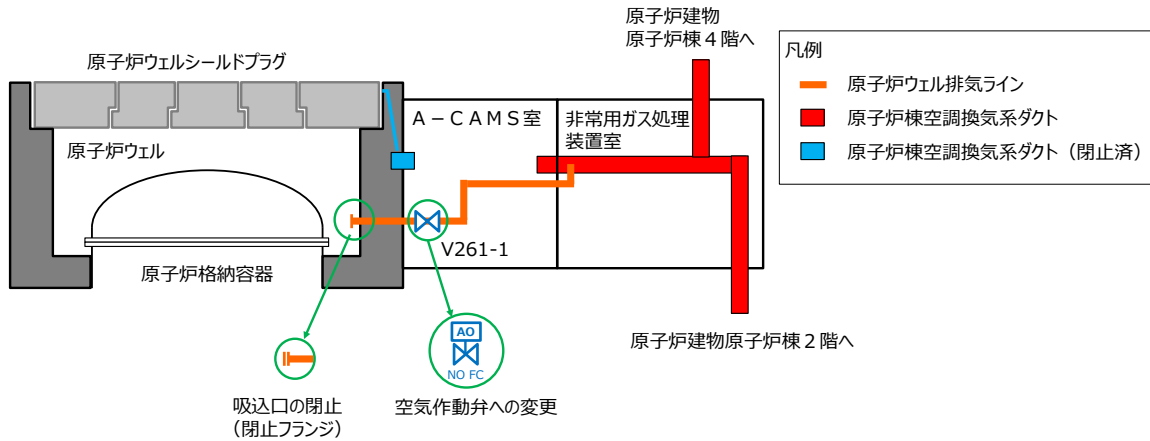 原子炉建物
原子炉棟４階へ
原子炉ウェルシールドプラグ
凡例
原子炉ウェル排気ライン
原子炉棟空調換気系ダクト
原子炉棟空調換気系ダクト（閉止済）
Ａ－ＣＡＭＳ室
非常用ガス処理
装置室
原子炉ウェル
V261-1
原子炉格納容器
AO
NO FC
原子炉建物原子炉棟２階へ
吸込口の閉止
（閉止フランジ）
空気作動弁への変更